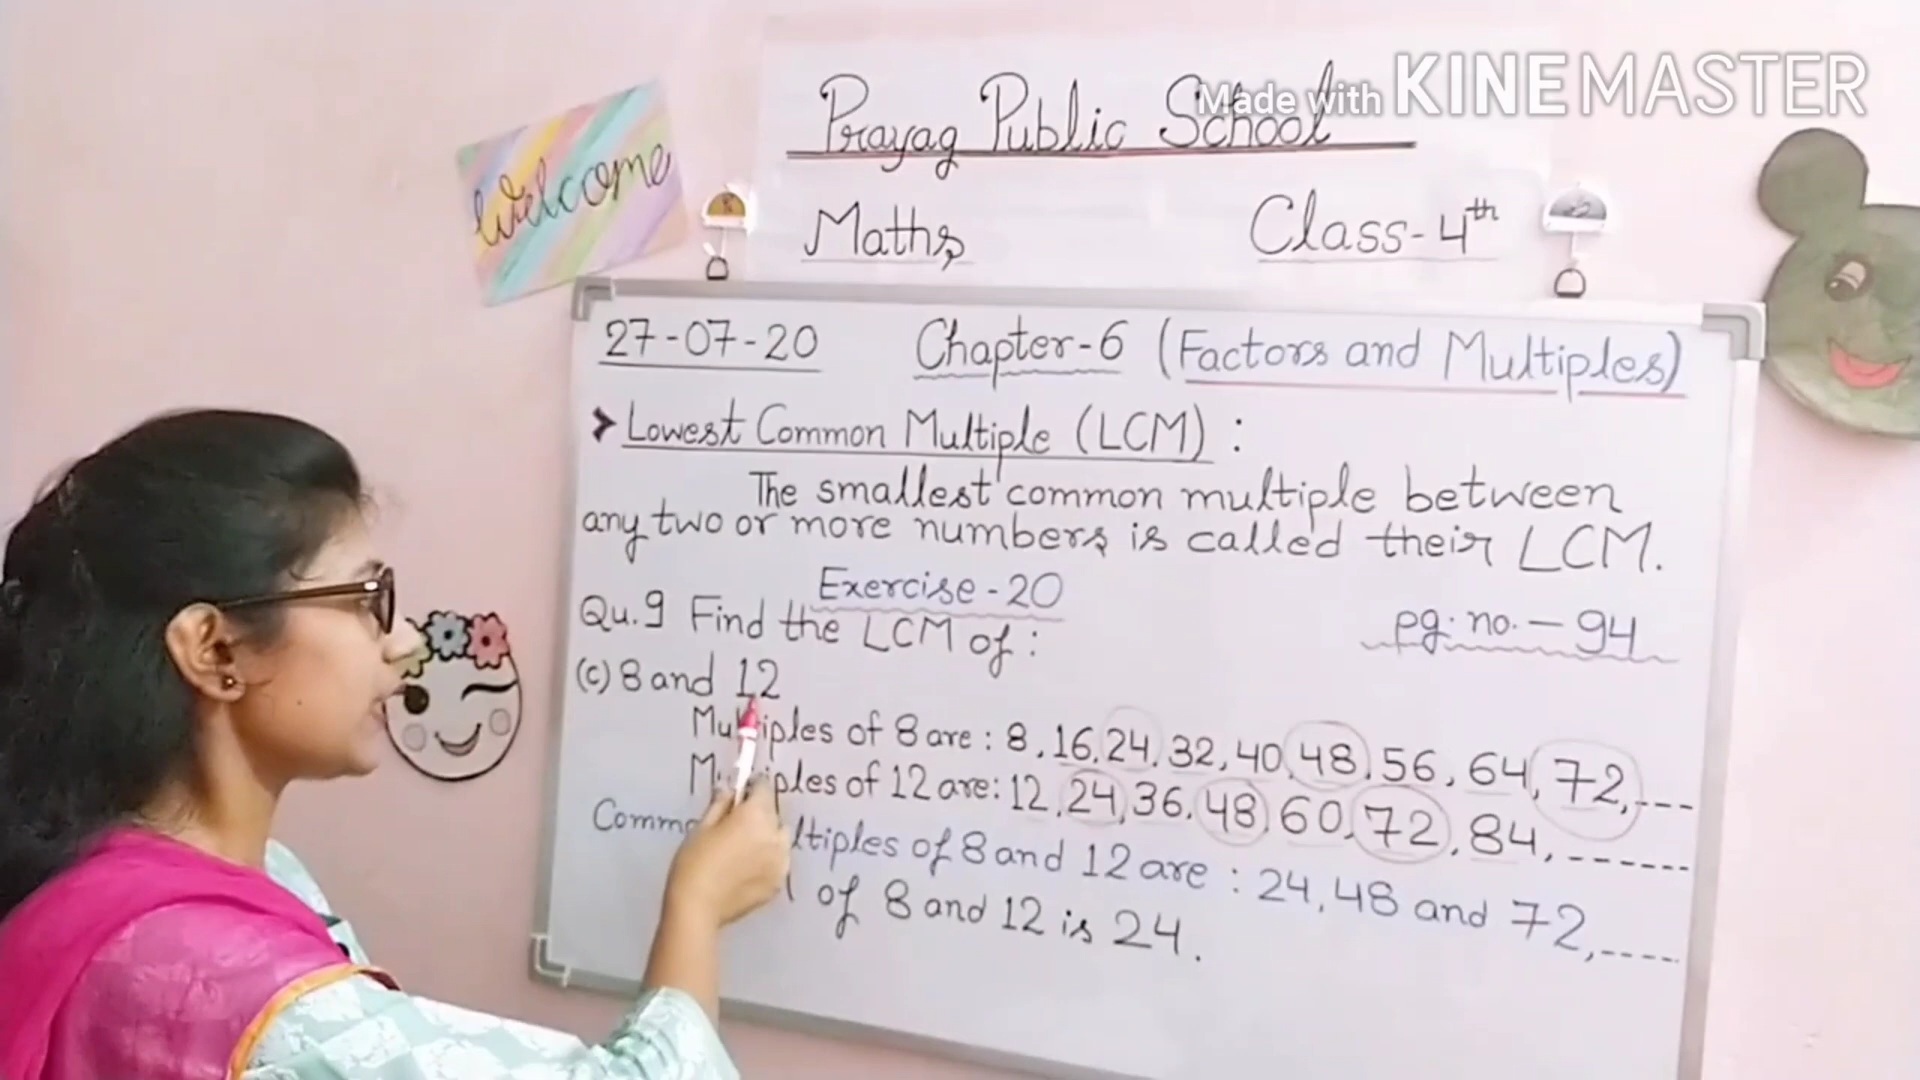 Made with KINEMASTER
Prayag Public School
welcome
Maths Class-4th
27-07-20 Chapter-6 (Factors and Multiples)
➤ Lowest Common Multiple (LCM) :
The smallest common multiple between
any two or more numbers is called their LCM.
Exercise-20
Qu.9 Find the LCM of : pg. no. - 94
(c) 8 and 12
Multiples of 8 are : 8, 16, 24, 32, 40, 48, 56, 64, 72, ---
Multiples of 12 are: 12, 24, 36, 48, 60, 72, 84, ------
of 8 and 12 are : 24, 48 and 72, -----
of 8 and 12 is 24.